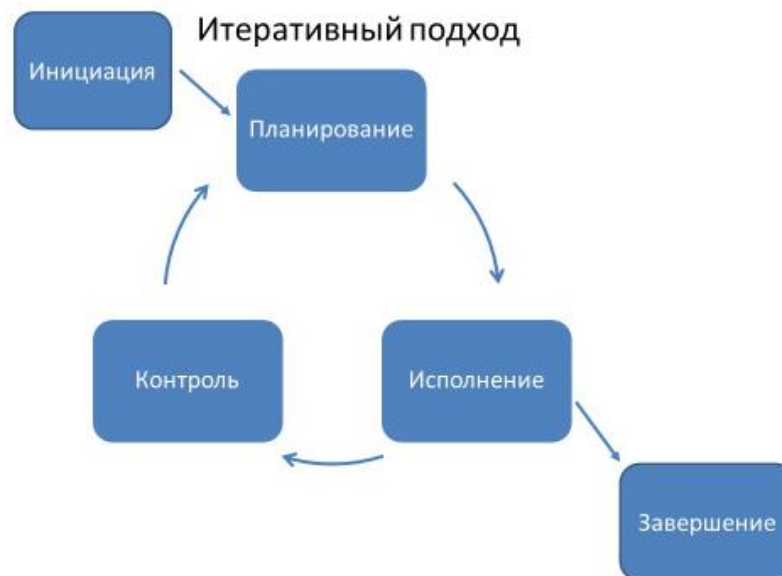 Итеративный подход
Инициация
Планирование
Контроль
Исполнение
Завершение